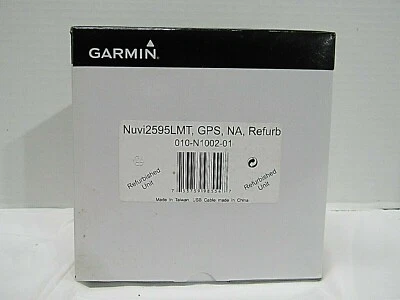 GARMIN
Nuvi2595LMT, GPS, NA, Refurb
010-N1002-01
Refurbished
Unit
Refurbished
Unit
Made in Taiwan, USB Cable made in China